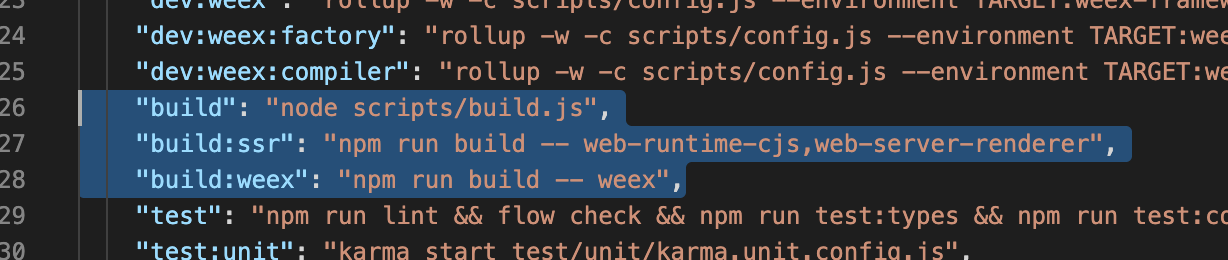 23 "dev:weex": "rollup -w -c scripts/config.js --environment TARGET:weex-framew
24 "dev:weex:factory": "rollup -w -c scripts/config.js --environment TARGET:wee
25 "dev:weex:compiler": "rollup -w -c scripts/config.js --environment TARGET:we
26 "build": "node scripts/build.js",
27 "build:ssr": "npm run build -- web-runtime-cjs,web-server-renderer",
28 "build:weex": "npm run build -- weex",
29 "test": "npm run lint && flow check && npm run test:types && npm run test:co
30 "test:unit": "karma start test/unit/karma.unit.config.js",